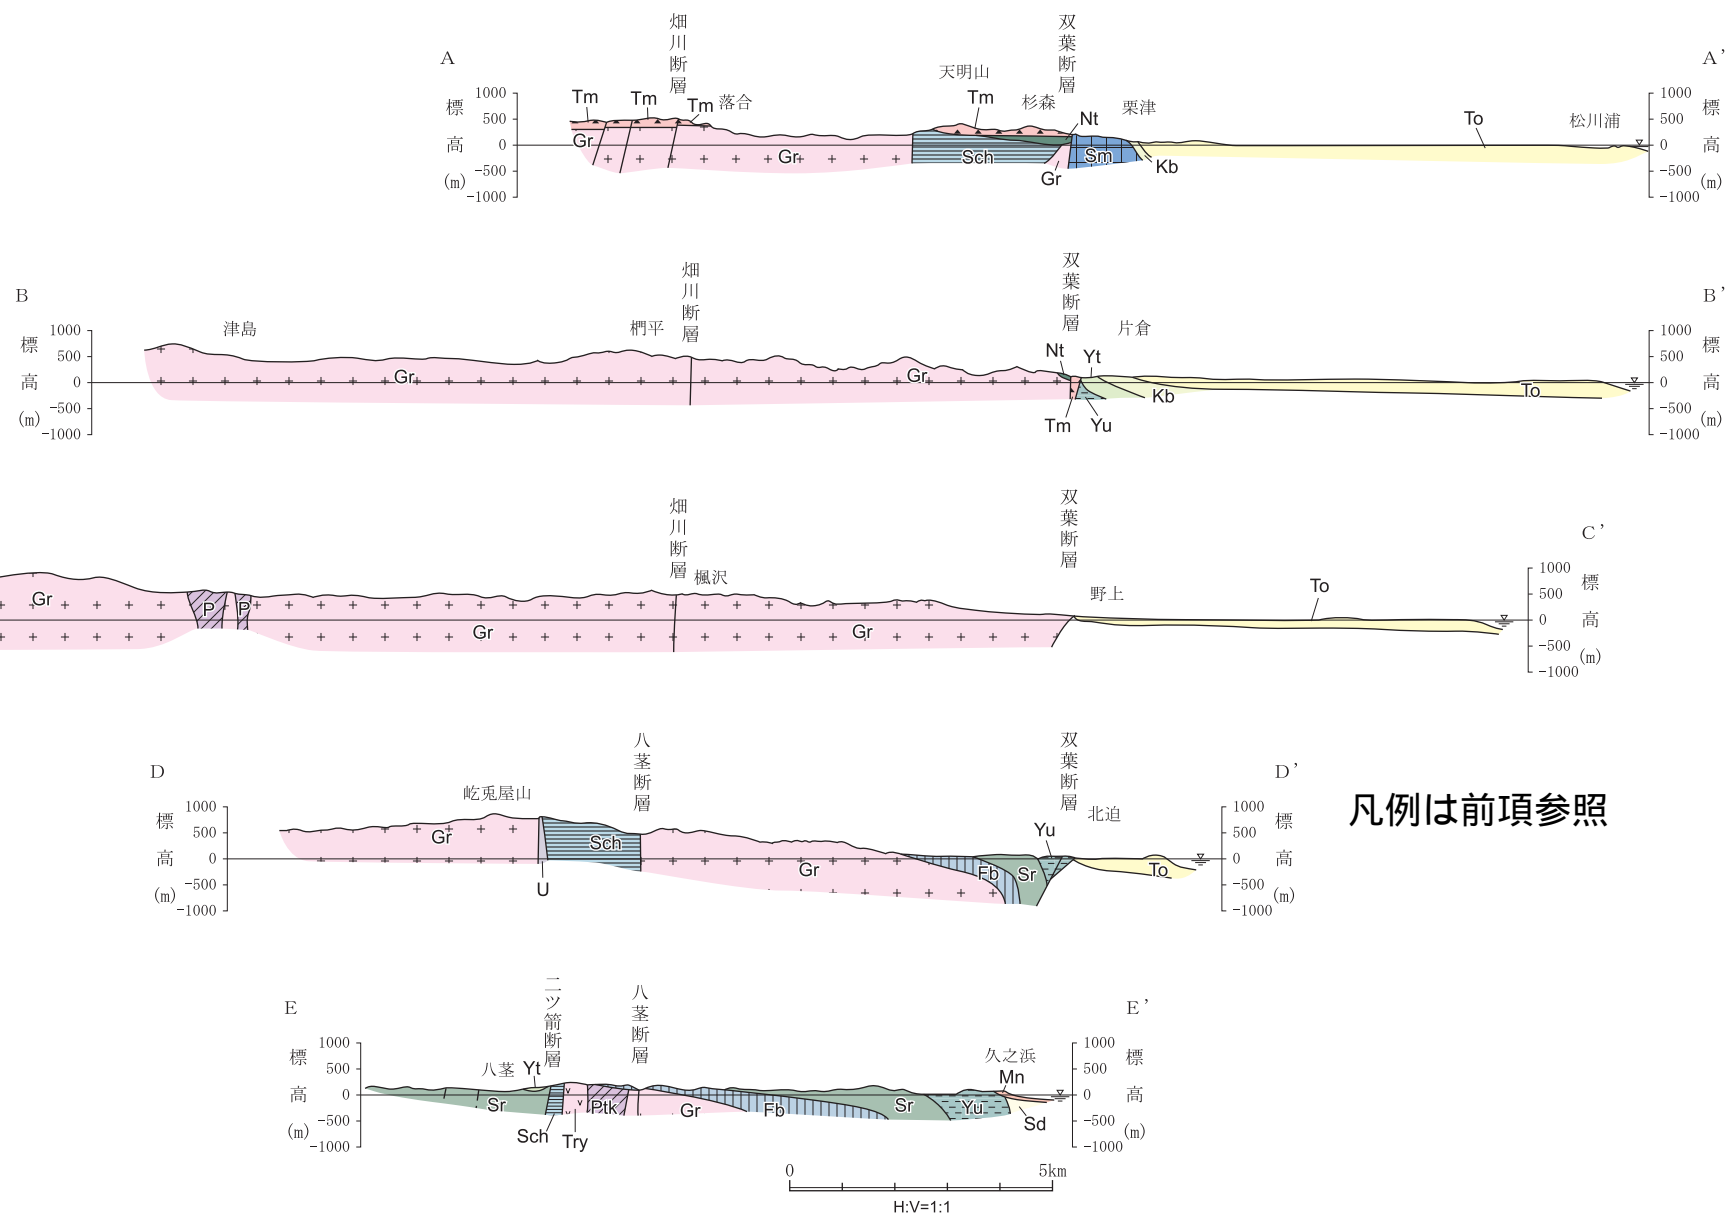 A
畑川断層
双葉断層
A'
天明山
標高(m)
1000
500
0
−500
−1000
Tm
Tm
Tm
落合
Tm
杉森
栗津
Nt
To
松川浦
Gr
Gr
Sch
Gr
Sm
Kb
1000
500
0
−500
−1000
標高(m)
B
畑川断層
双葉断層
B'
標高(m)
1000
500
0
−500
−1000
津島
椚平
片倉
Nt
Yt
Gr
Gr
Kb
To
Tm
Yu
1000
500
0
−500
−1000
標高(m)
畑川断層
双葉断層
C'
楓沢
野上
To
Gr
P
P
Gr
Gr
1000
500
0
−500
−1000
標高(m)
D
八茎断層
双葉断層
D'
標高(m)
1000
500
0
−500
−1000
屹兎屋山
北迫
Yu
Gr
Sch
U
Gr
Fb
Sr
To
1000
500
0
−500
−1000
標高(m)
凡例は前項参照
E
二ツ箭断層
八茎断層
E'
標高(m)
1000
500
0
−500
−1000
八茎
Yt
久之浜
Mn
Sr
Ptk
Gr
Fb
Sr
Yu
Sd
Sch
Try
1000
500
0
−500
−1000
標高(m)
0
5km
H:V=1:1